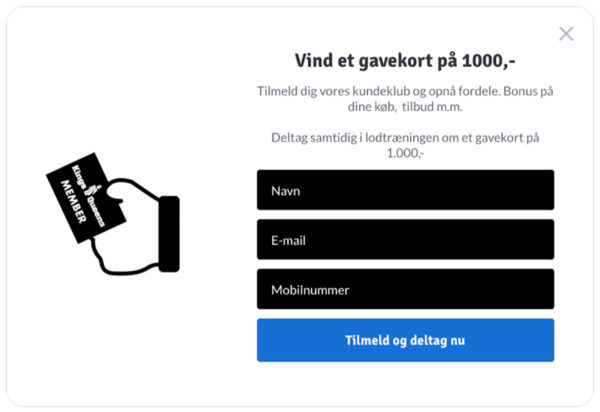 Vind et gavekort på 1000,-
Tilmeld dig vores kundeklub og opnå fordele. Bonus på
dine køb, tilbud m.m.
Deltag samtidig i lodtræningen om et gavekort på
1.000,-
Kings Queens
MEMBER
Navn
E-mail
Mobilnummer
Tilmeld og deltag nu